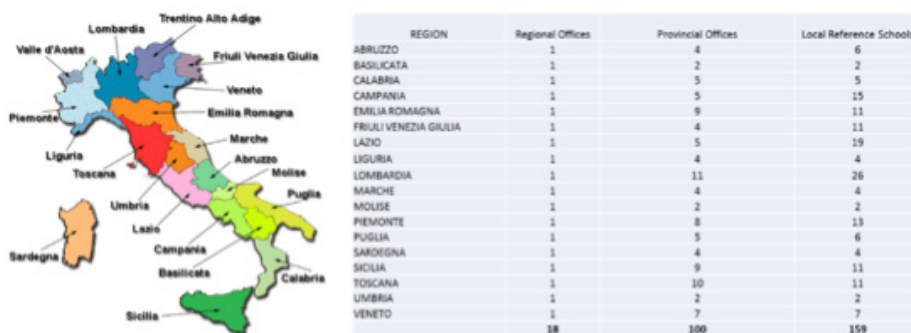 Trentino Alto Adige
Lombardia
Valle d'Aosta
Friuli Venezia Giulia
Veneto
Piemonte
Emilia Romagna
Liguria
Marche
Toscana
Abruzzo
Molise
Umbria
Puglia
Lazio
Campania
Sardegna
Basilicata
Calabria
Sicilia
REGION Regional Offices Provincial Offices Local Reference Schools
ABRUZZO 1 4 6
BASILICATA 1 2 2
CALABRIA 1 5 5
CAMPANIA 1 5 15
EMILIA ROMAGNA 1 9 11
FRIULI VENEZIA GIULIA 1 4 11
LAZIO 1 5 19
LIGURIA 1 4 4
LOMBARDIA 1 11 26
MARCHE 1 4 4
MOLISE 1 2 2
PIEMONTE 1 8 13
PUGLIA 1 5 6
SARDEGNA 1 4 4
SICILIA 1 9 11
TOSCANA 1 10 11
UMBRIA 1 2 2
VENETO 1 7 7
18 100 159